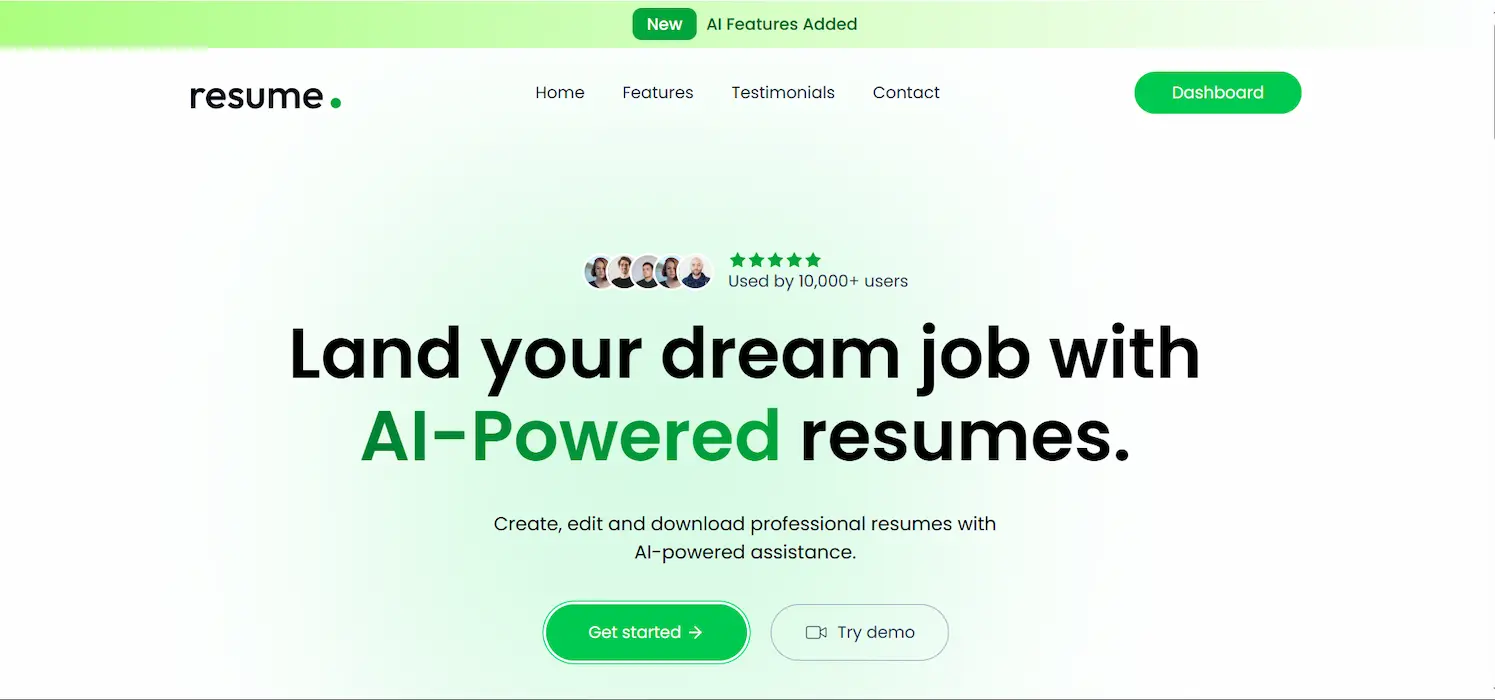 New AI Features Added
resume.
Home Features Testimonials Contact
Dashboard
Used by 10,000+ users
Land your dream job with
AI-Powered resumes.
Create, edit and download professional resumes with
AI-powered assistance.
Get started →
Try demo